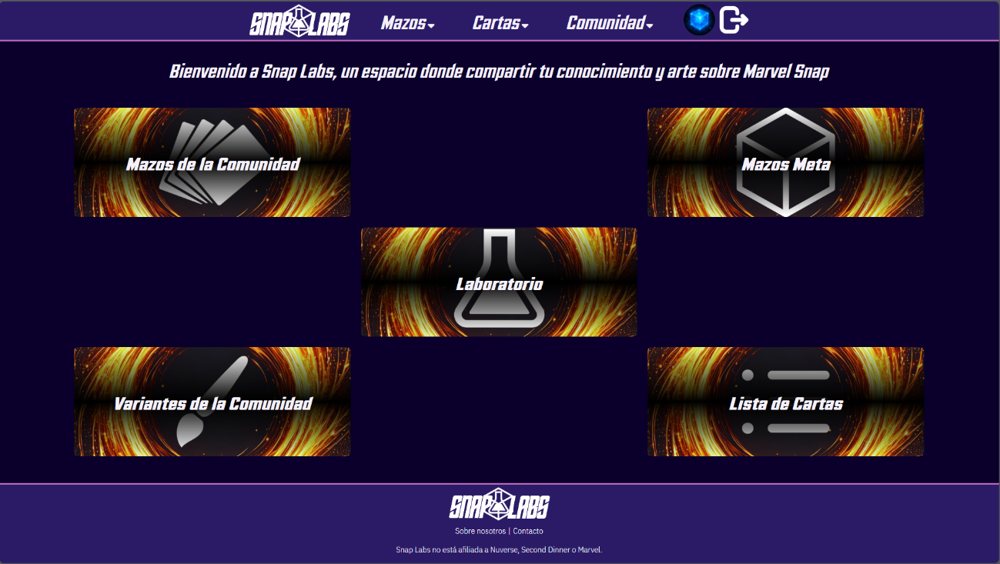 SNAP LABS
Mazos
Cartas
Comunidad
Bienvenido a Snap Labs, un espacio donde compartir tu conocimiento y arte sobre Marvel Snap
Mazos de la Comunidad
Mazos Meta
Laboratorio
Variantes de la Comunidad
Lista de Cartas
SNAP LABS
Sobre nosotros | Contacto
Snap Labs no está afiliada a Nuverse, Second Dinner o Marvel.